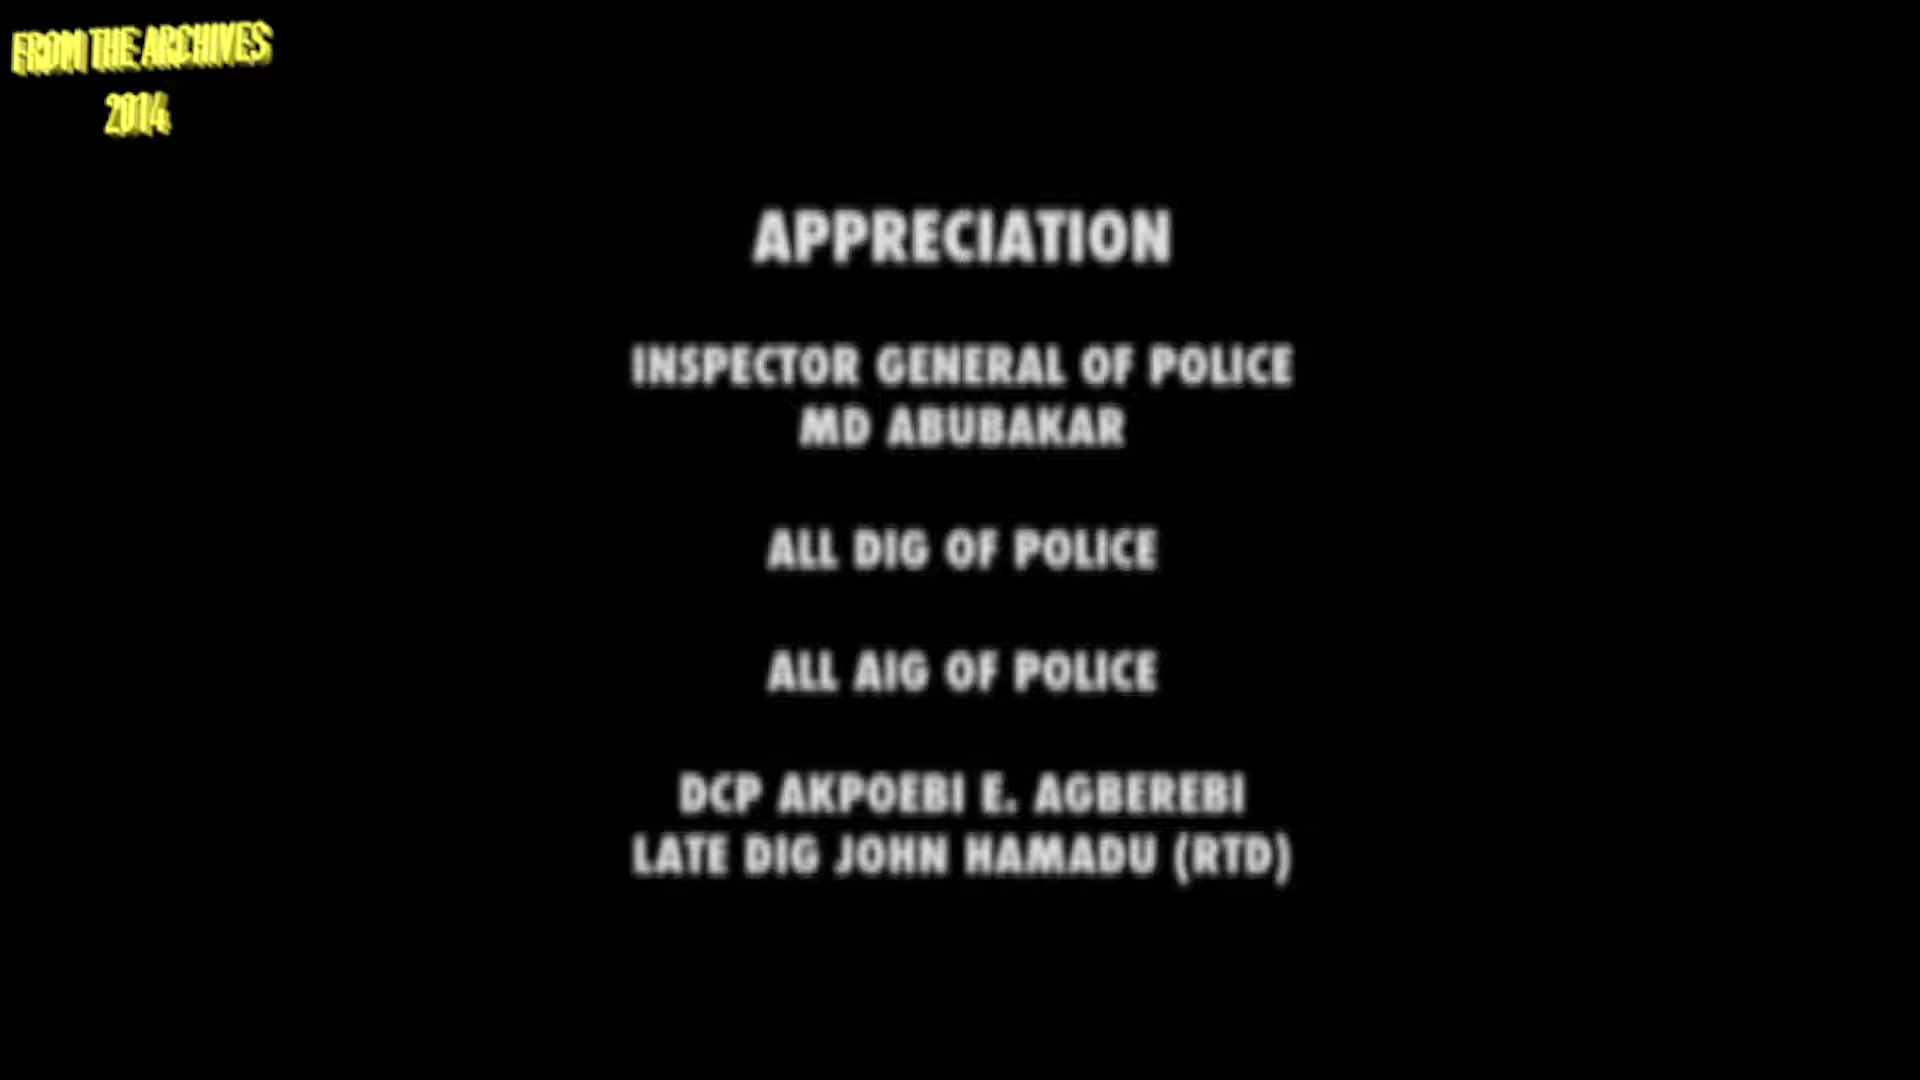 FROM THE ARCHIVES
2014
APPRECIATION
INSPECTOR GENERAL OF POLICE
MD ABUBAKAR
ALL DIG OF POLICE
ALL AIG OF POLICE
DCP AKPOEBI E. AGBEREBI
LATE DIG JOHN HAMADU (RTD)